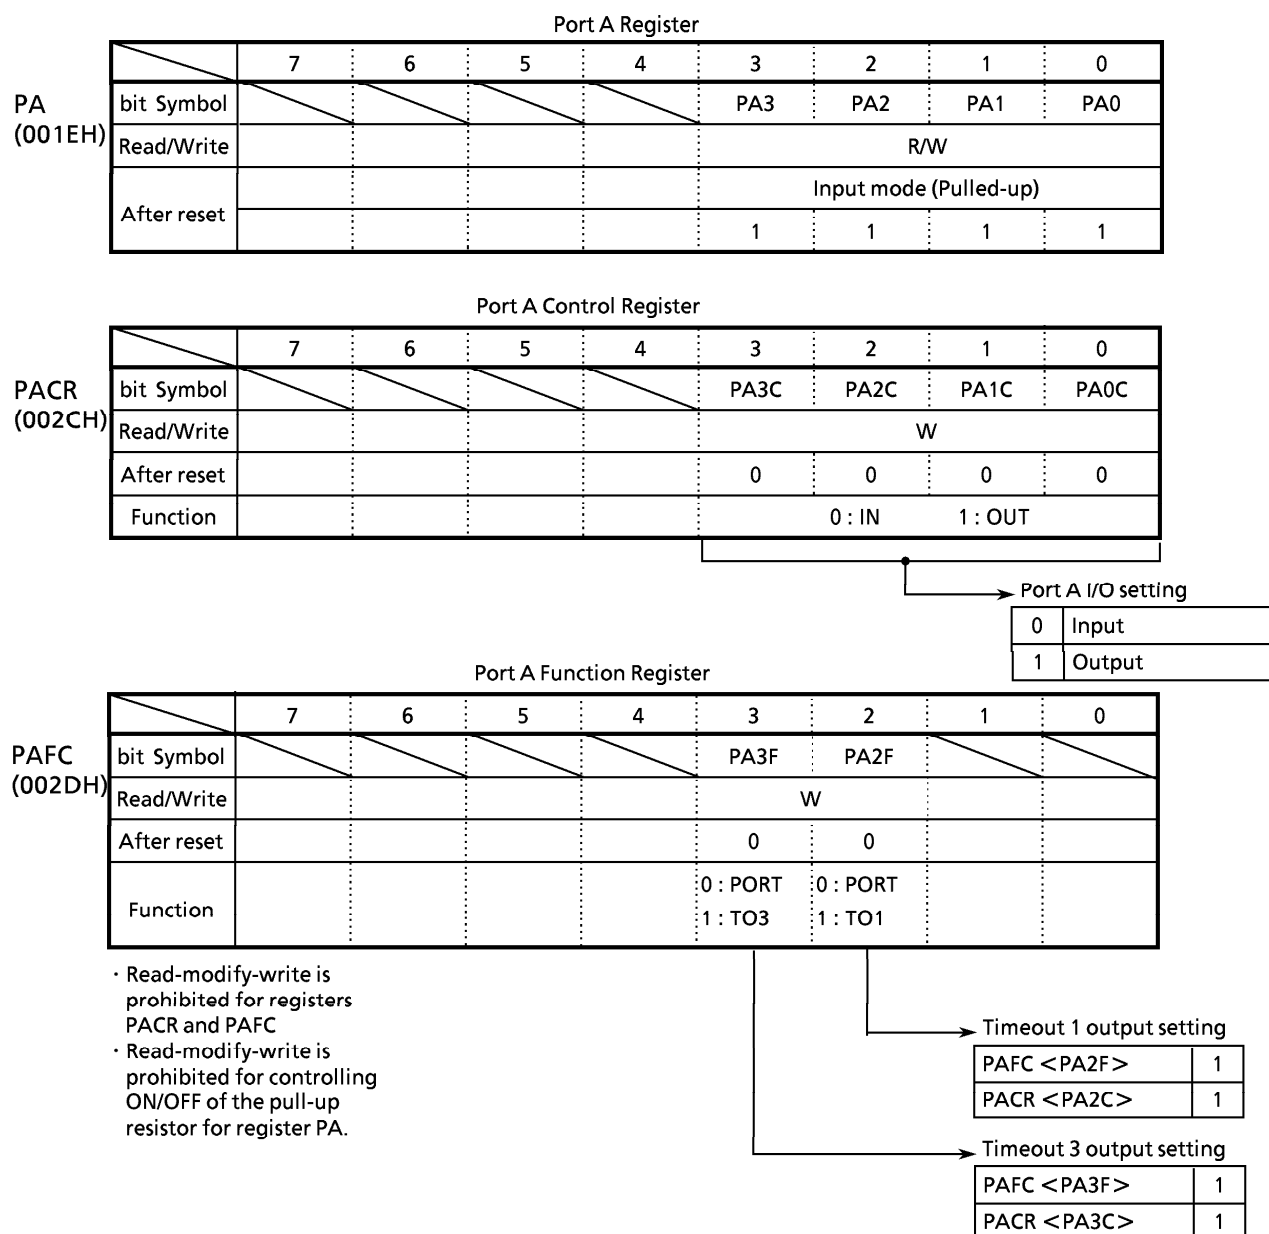 Port A Register
7 6 5 4 3 2 1 0
PA
(001EH)
bit Symbol PA3 PA2 PA1 PA0
Read/Write R/W
After reset Input mode (Pulled-up)
1 1 1 1
Port A Control Register
7 6 5 4 3 2 1 0
PACR
(002CH)
bit Symbol PA3C PA2C PA1C PA0C
Read/Write W
After reset 0 0 0 0
Function 0 : IN 1 : OUT
Port A I/O setting
0 Input
1 Output
Port A Function Register
7 6 5 4 3 2 1 0
PAFC
(002DH)
bit Symbol PA3F PA2F
Read/Write W
After reset 0 0
Function 0 : PORT 0 : PORT
1 : TO3 1 : TO1
· Read-modify-write is
prohibited for registers
PACR and PAFC
· Read-modify-write is
prohibited for controlling
ON/OFF of the pull-up
resistor for register PA.
Timeout 1 output setting
PAFC <PA2F> 1
PACR <PA2C> 1
Timeout 3 output setting
PAFC <PA3F> 1
PACR <PA3C> 1